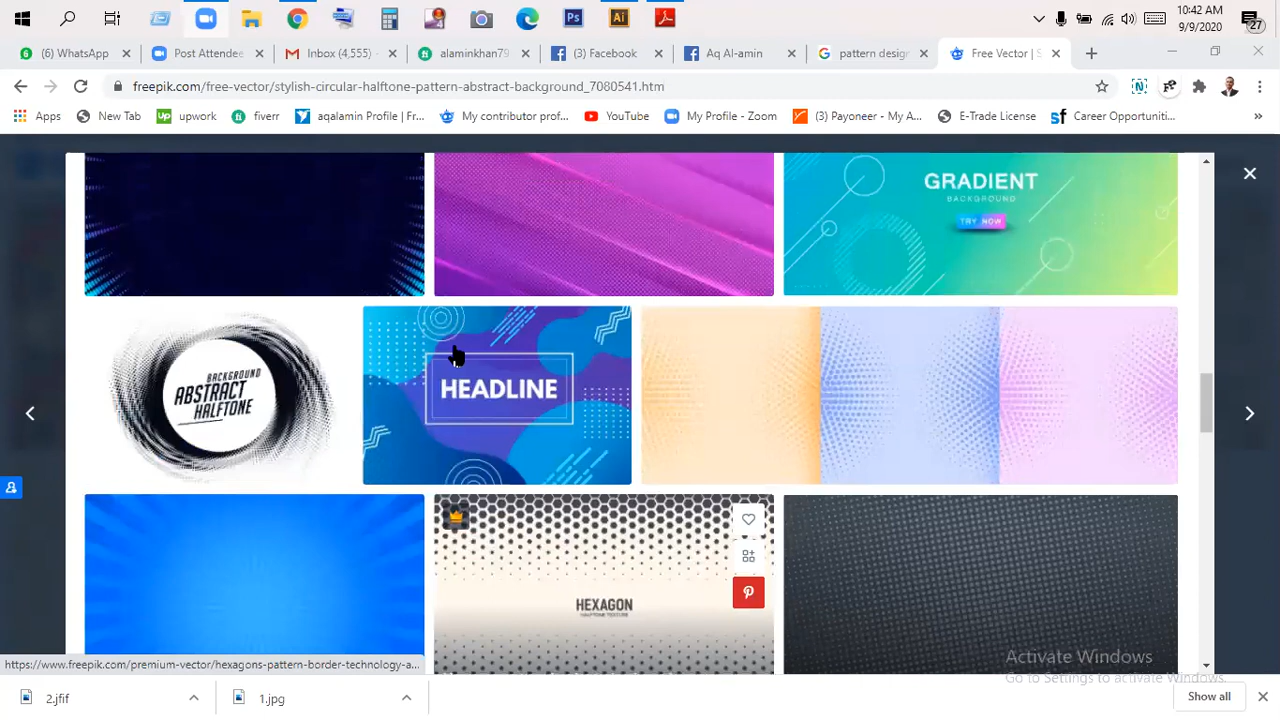 10:42 AM
9/9/2020
27
(6) WhatsApp
Post Attendee
Inbox (4,555)
alaminkhan79
(3) Facebook
Aq Al-amin
pattern desig
Free Vector | S
freepik.com/free-vector/stylish-circular-halftone-pattern-abstract-background_7080541.htm
Apps
New Tab
upwork
fiverr
aqalamin Profile | Fr...
My contributor prof...
YouTube
My Profile - Zoom
(3) Payoneer - My A...
E-Trade License
Career Opportuniti...
GRADIENT
BACKGROUND
TRY NOW
BACKGROUND
ABSTRACT
HALFTONE
HEADLINE
HEXAGON
HALFTONE TEXTURE
Activate Windows
Go to Settings to activate Windows.
https://www.freepik.com/premium-vector/hexagons-pattern-border-technology-a...
2.jfif
1.jpg
Show all